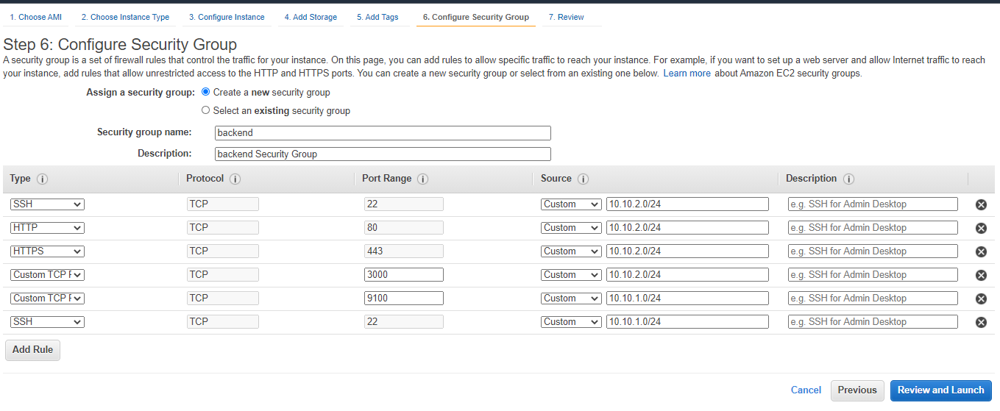 1. Choose AMI 2. Choose Instance Type 3. Configure Instance 4. Add Storage 5. Add Tags 6. Configure Security Group 7. Review
Step 6: Configure Security Group
A security group is a set of firewall rules that control the traffic for your instance. On this page, you can add rules to allow specific traffic to reach your instance. For example, if you want to set up a web server and allow Internet traffic to reach
your instance, add rules that allow unrestricted access to the HTTP and HTTPS ports. You can create a new security group or select from an existing one below. Learn more about Amazon EC2 security groups.
Assign a security group: Create a new security group
Select an existing security group
Security group name: backend
Description: backend Security Group
Type i Protocol i Port Range i Source i Description i
SSH TCP 22 Custom 10.10.2.0/24 e.g. SSH for Admin Desktop
HTTP TCP 80 Custom 10.10.2.0/24 e.g. SSH for Admin Desktop
HTTPS TCP 443 Custom 10.10.2.0/24 e.g. SSH for Admin Desktop
Custom TCP F TCP 3000 Custom 10.10.2.0/24 e.g. SSH for Admin Desktop
Custom TCP F TCP 9100 Custom 10.10.1.0/24 e.g. SSH for Admin Desktop
SSH TCP 22 Custom 10.10.1.0/24 e.g. SSH for Admin Desktop
Add Rule
Cancel Previous Review and Launch